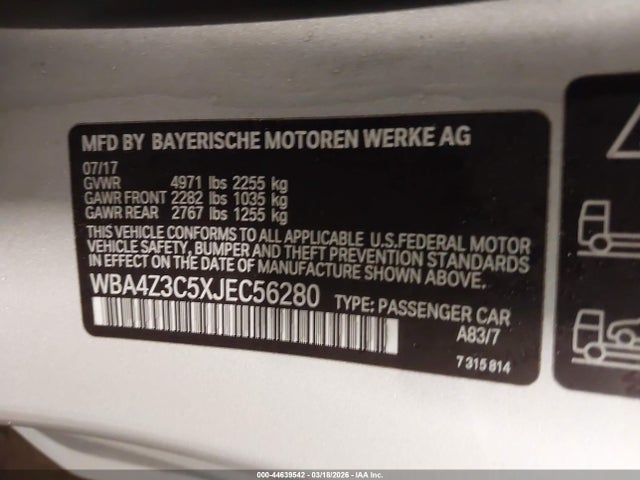 MFD BY BAYERISCHE MOTOREN WERKE AG
07/17
GVWR 4971 lbs 2255 kg
GAWR FRONT 2282 lbs 1035 kg
GAWR REAR 2767 lbs 1255 kg
THIS VEHICLE CONFORMS TO ALL APPLICABLE U.S.FEDERAL MOTOR
VEHICLE SAFETY, BUMPER AND THEFT PREVENTION STANDARDS
IN EFFECT ON THE DATE OF MANUFACTURE SHOWN ABOVE.
WBA4Z3C5XJEC56280 TYPE: PASSENGER CAR
A83/7
7 315 814
000-44639542 - 03/18/2026 - IAA Inc.